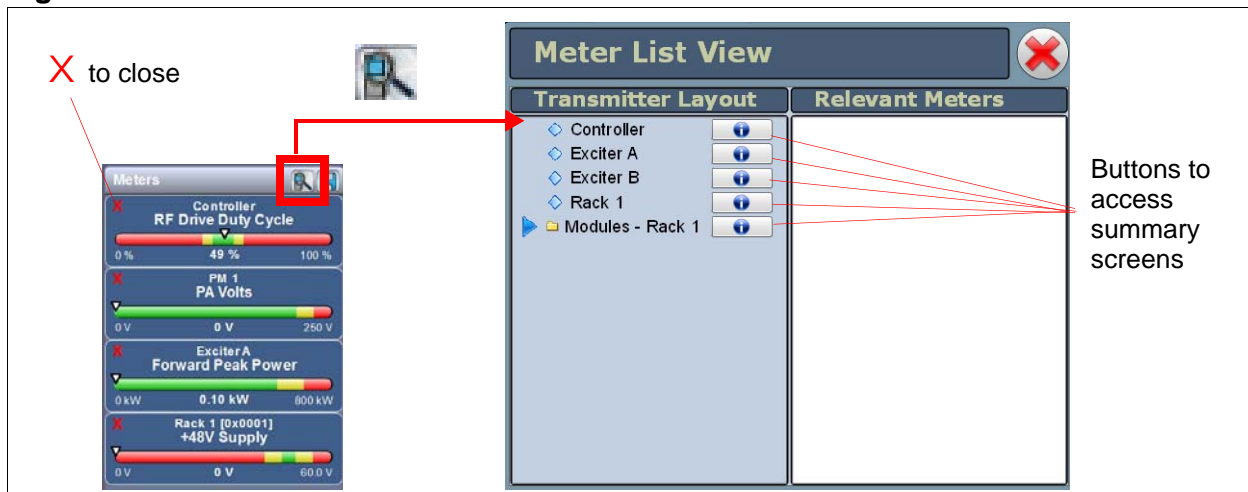 X to close
Meters
X Controller
RF Drive Duty Cycle
0 % 49 % 100 %
X PM 1
PA Volts
0 V 0 V 250 V
X Exciter A
Forward Peak Power
0 kW 0.10 kW 800 kW
X Rack 1 [0x0001]
+48V Supply
0 V 0 V 60.0 V
Meter List View
Transmitter Layout Relevant Meters
Controller
Exciter A
Exciter B
Rack 1
Modules - Rack 1
Buttons to
access
summary
screens